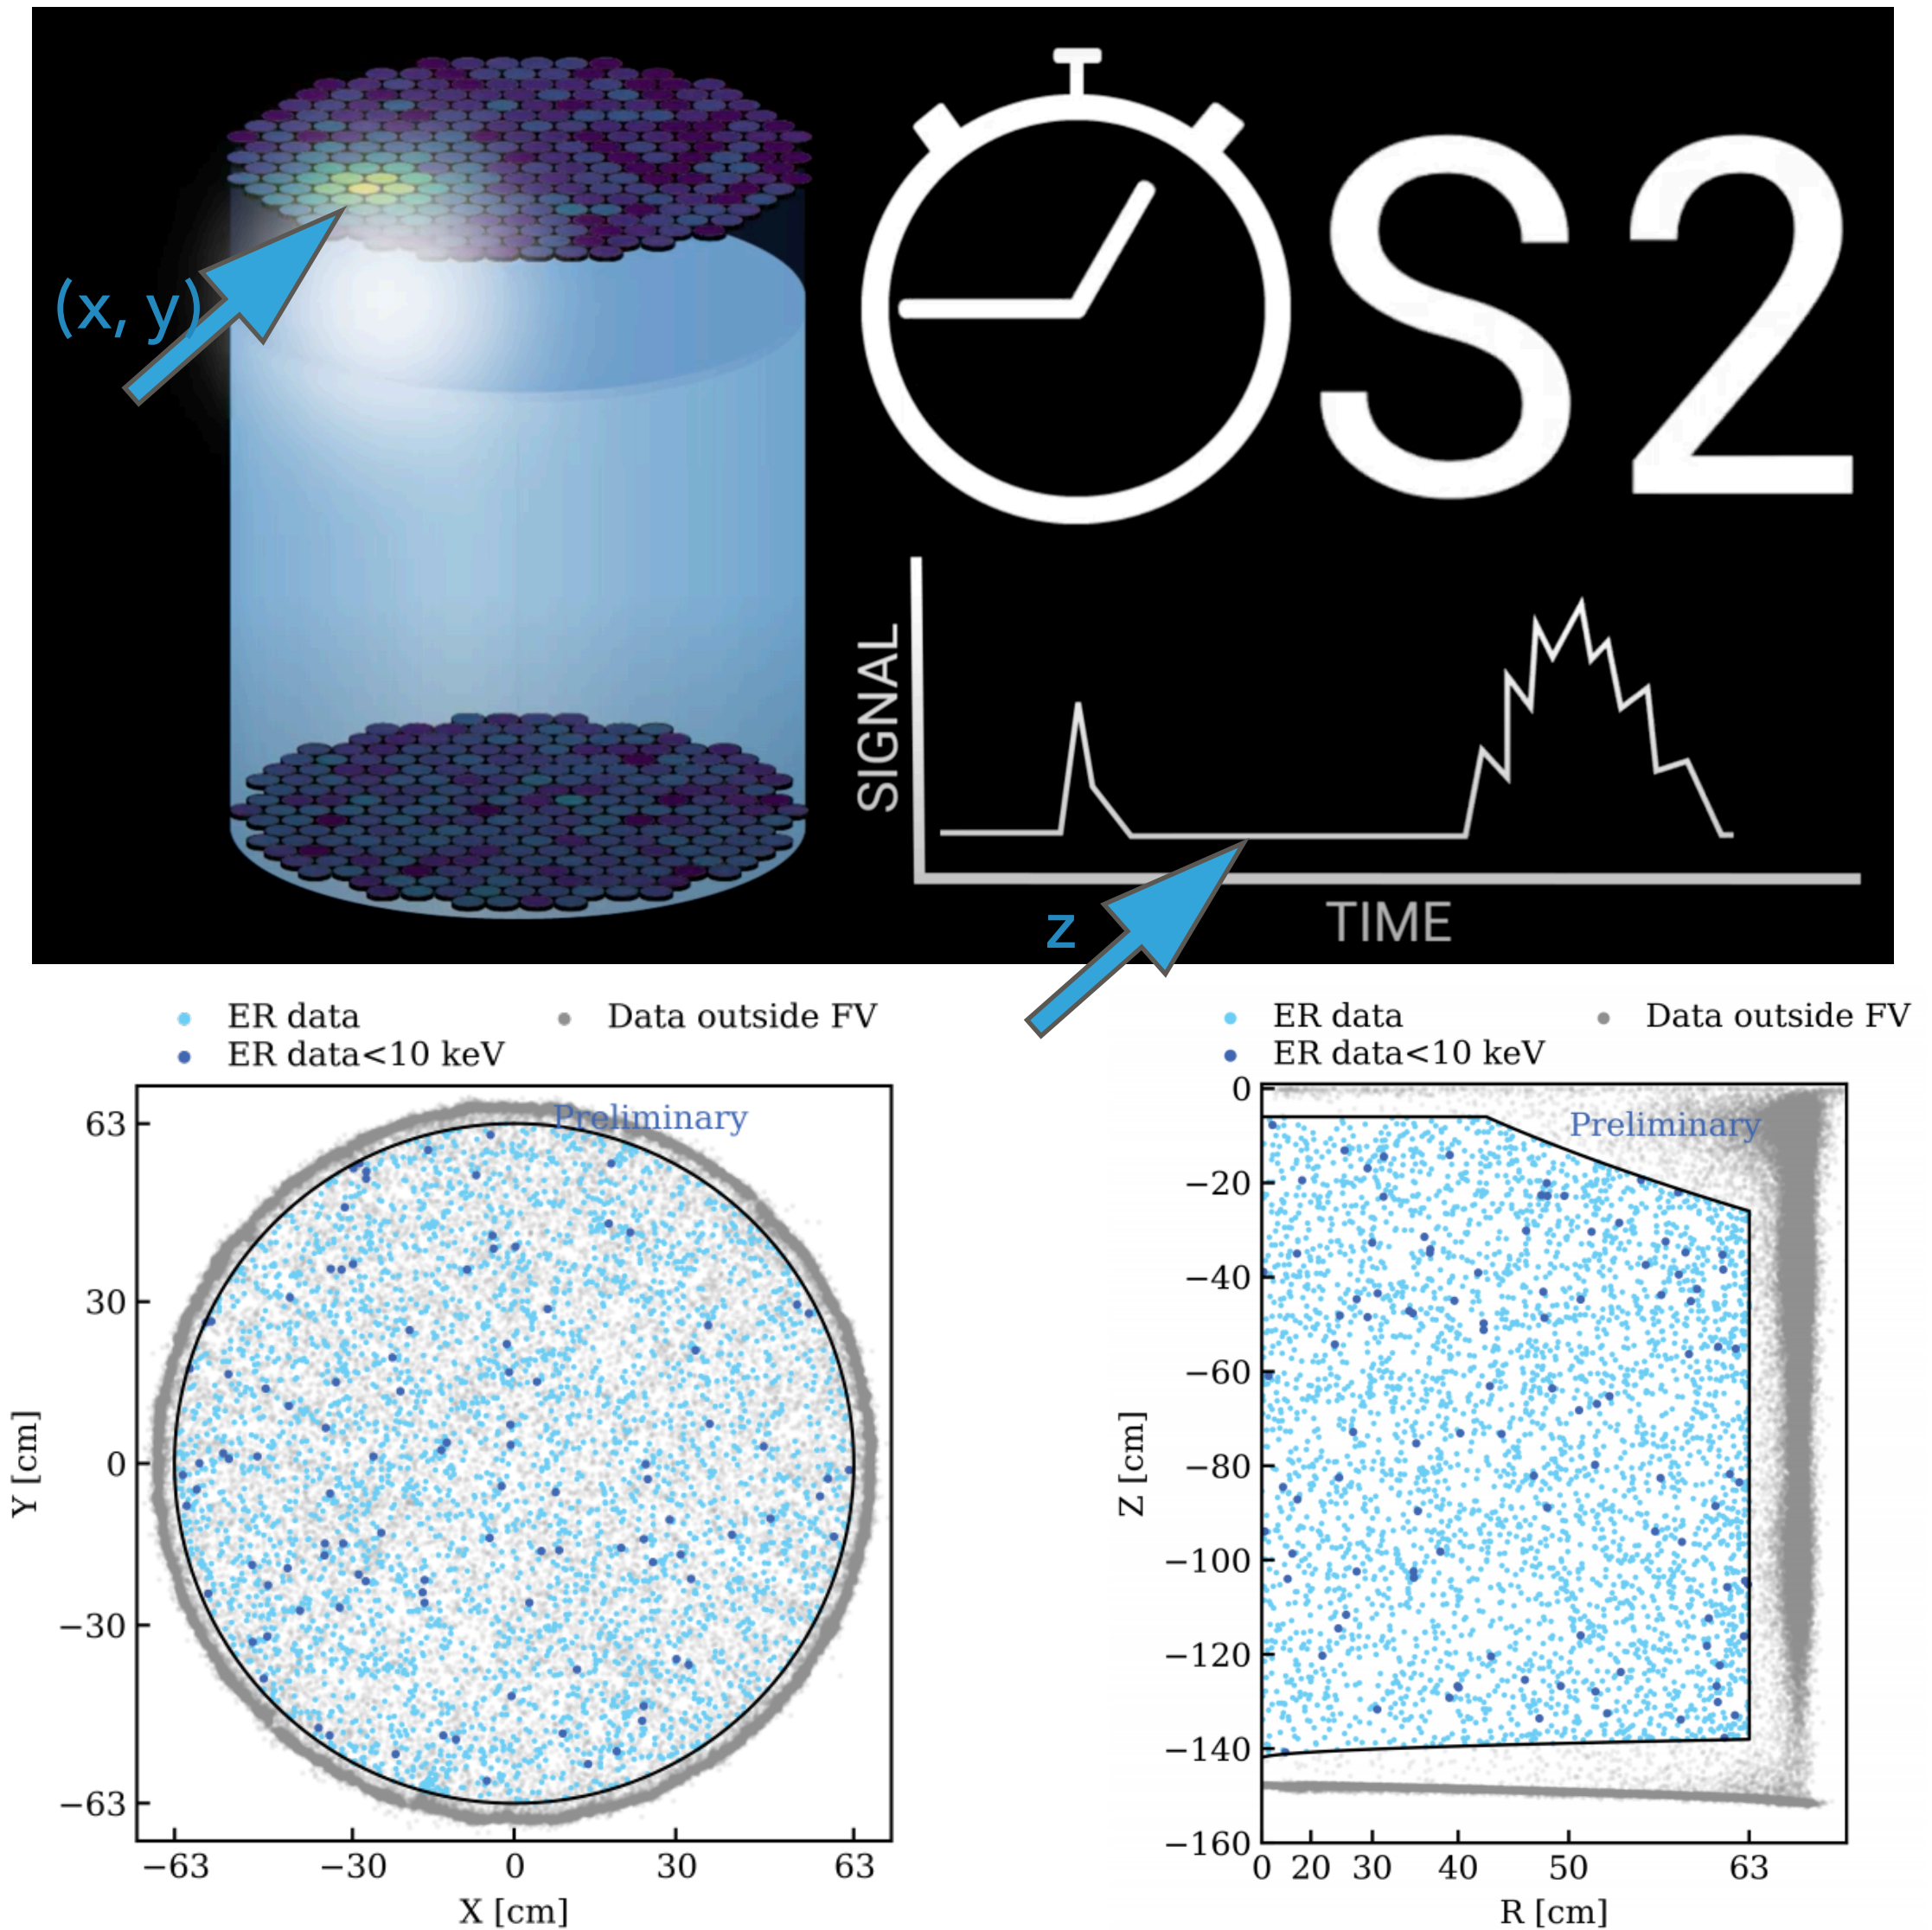 (x, y)
S2
SIGNAL
TIME
z
ER data
ER data<10 keV
Data outside FV
Preliminary
63
30
0
−30
−63
Y [cm]
−63
−30
0
30
63
X [cm]
ER data
ER data<10 keV
Data outside FV
Preliminary
0
−20
−40
−60
−80
−100
−120
−140
−160
Z [cm]
0
20
30
40
50
63
R [cm]